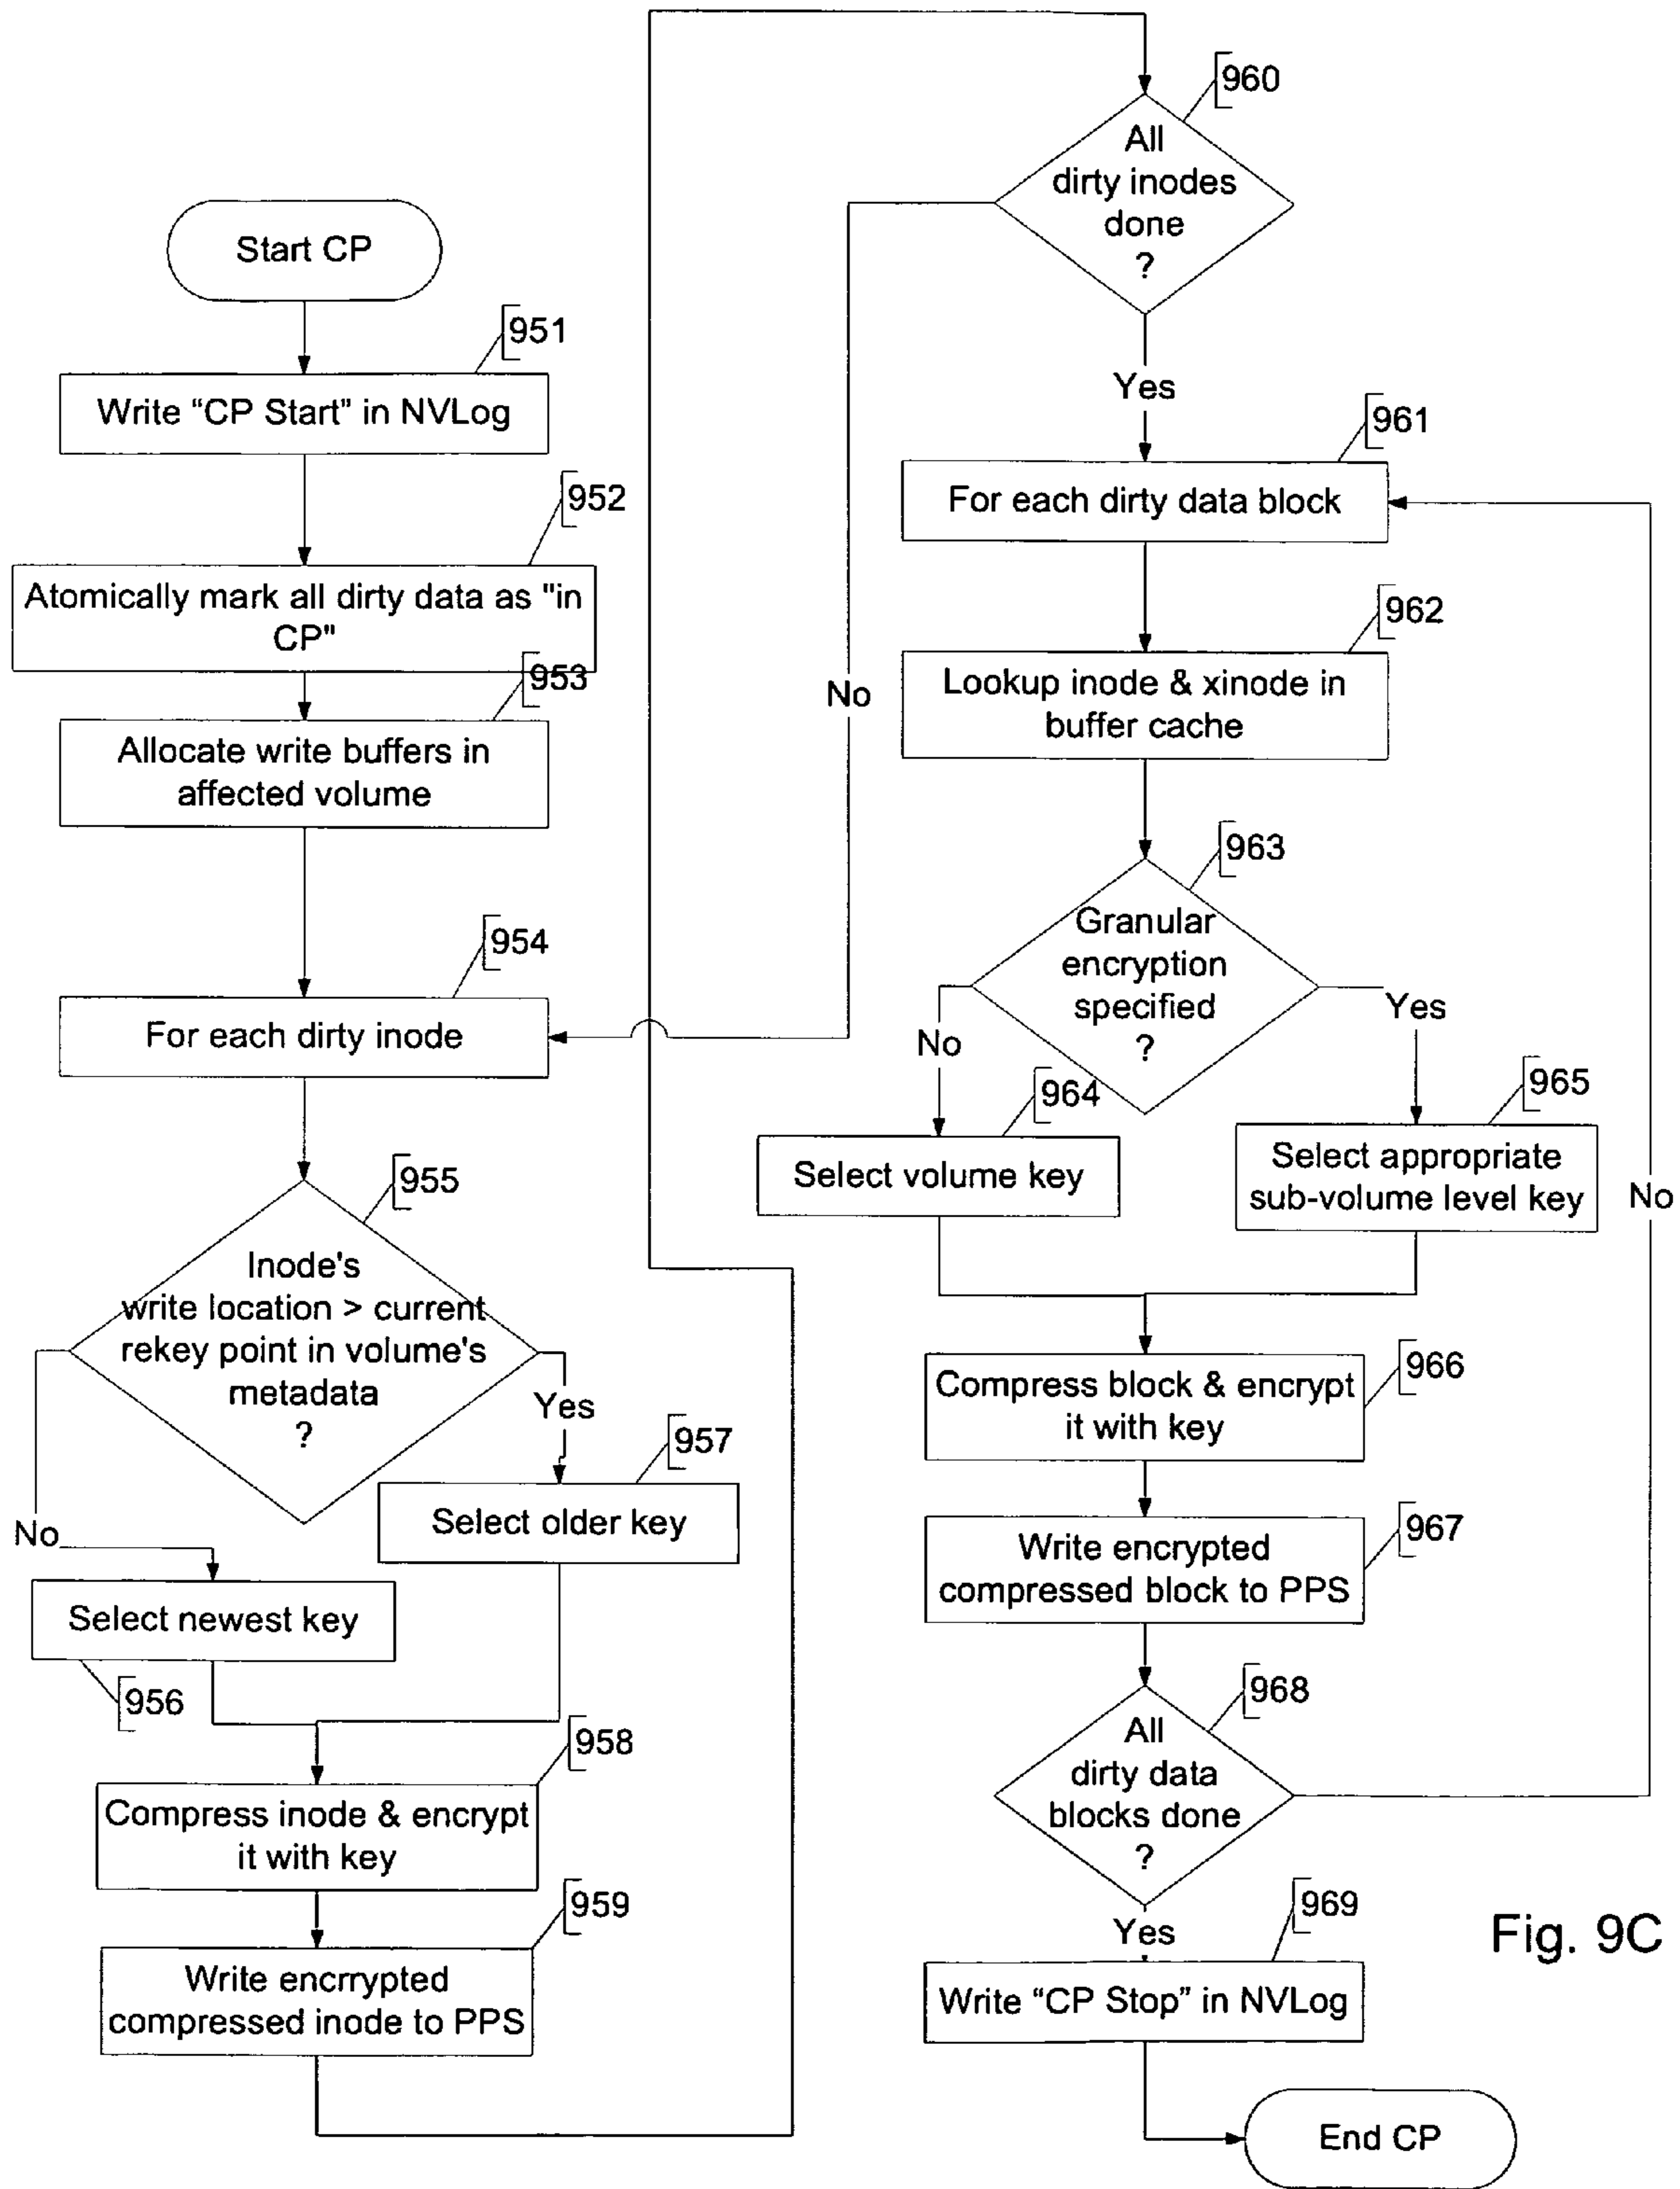 Start CP
951
Write “CP Start” in NVLog
952
Atomically mark all dirty data as "in
CP"
953
Allocate write buffers in
affected volume
954
For each dirty inode
955
Inode's
write location > current
rekey point in volume's
metadata
?
Yes
No
957
Select older key
Select newest key
956
958
Compress inode & encrypt
it with key
959
Write encrrypted
compressed inode to PPS
960
All
dirty inodes
done
?
No
Yes
961
For each dirty data block
962
Lookup inode & xinode in
buffer cache
963
Granular
encryption
specified
?
No
Yes
964
Select volume key
965
Select appropriate
sub-volume level key
No
966
Compress block & encrypt
it with key
967
Write encrypted
compressed block to PPS
968
All
dirty data
blocks done
?
Yes
969
Write “CP Stop” in NVLog
End CP
Fig. 9C